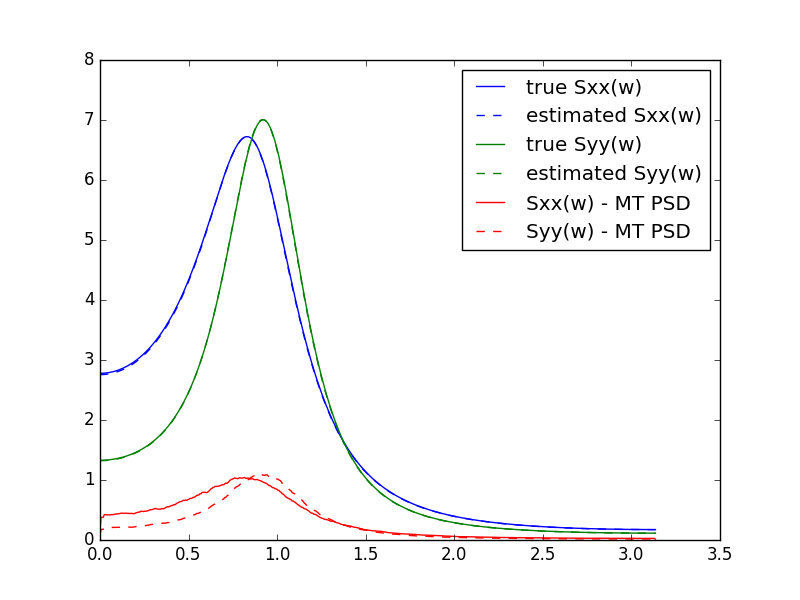 8
7
6
5
4
3
2
1
0
0.0 0.5 1.0 1.5 2.0 2.5 3.0 3.5
true Sxx(w)
estimated Sxx(w)
true Syy(w)
estimated Syy(w)
Sxx(w) - MT PSD
Syy(w) - MT PSD